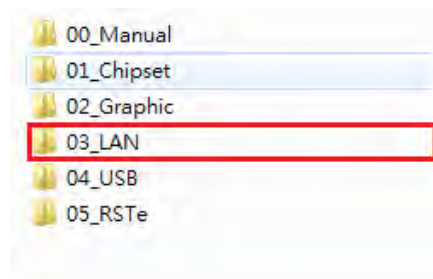 00_Manual
01_Chipset
02_Graphic
03_LAN
04_USB
05_RSTe